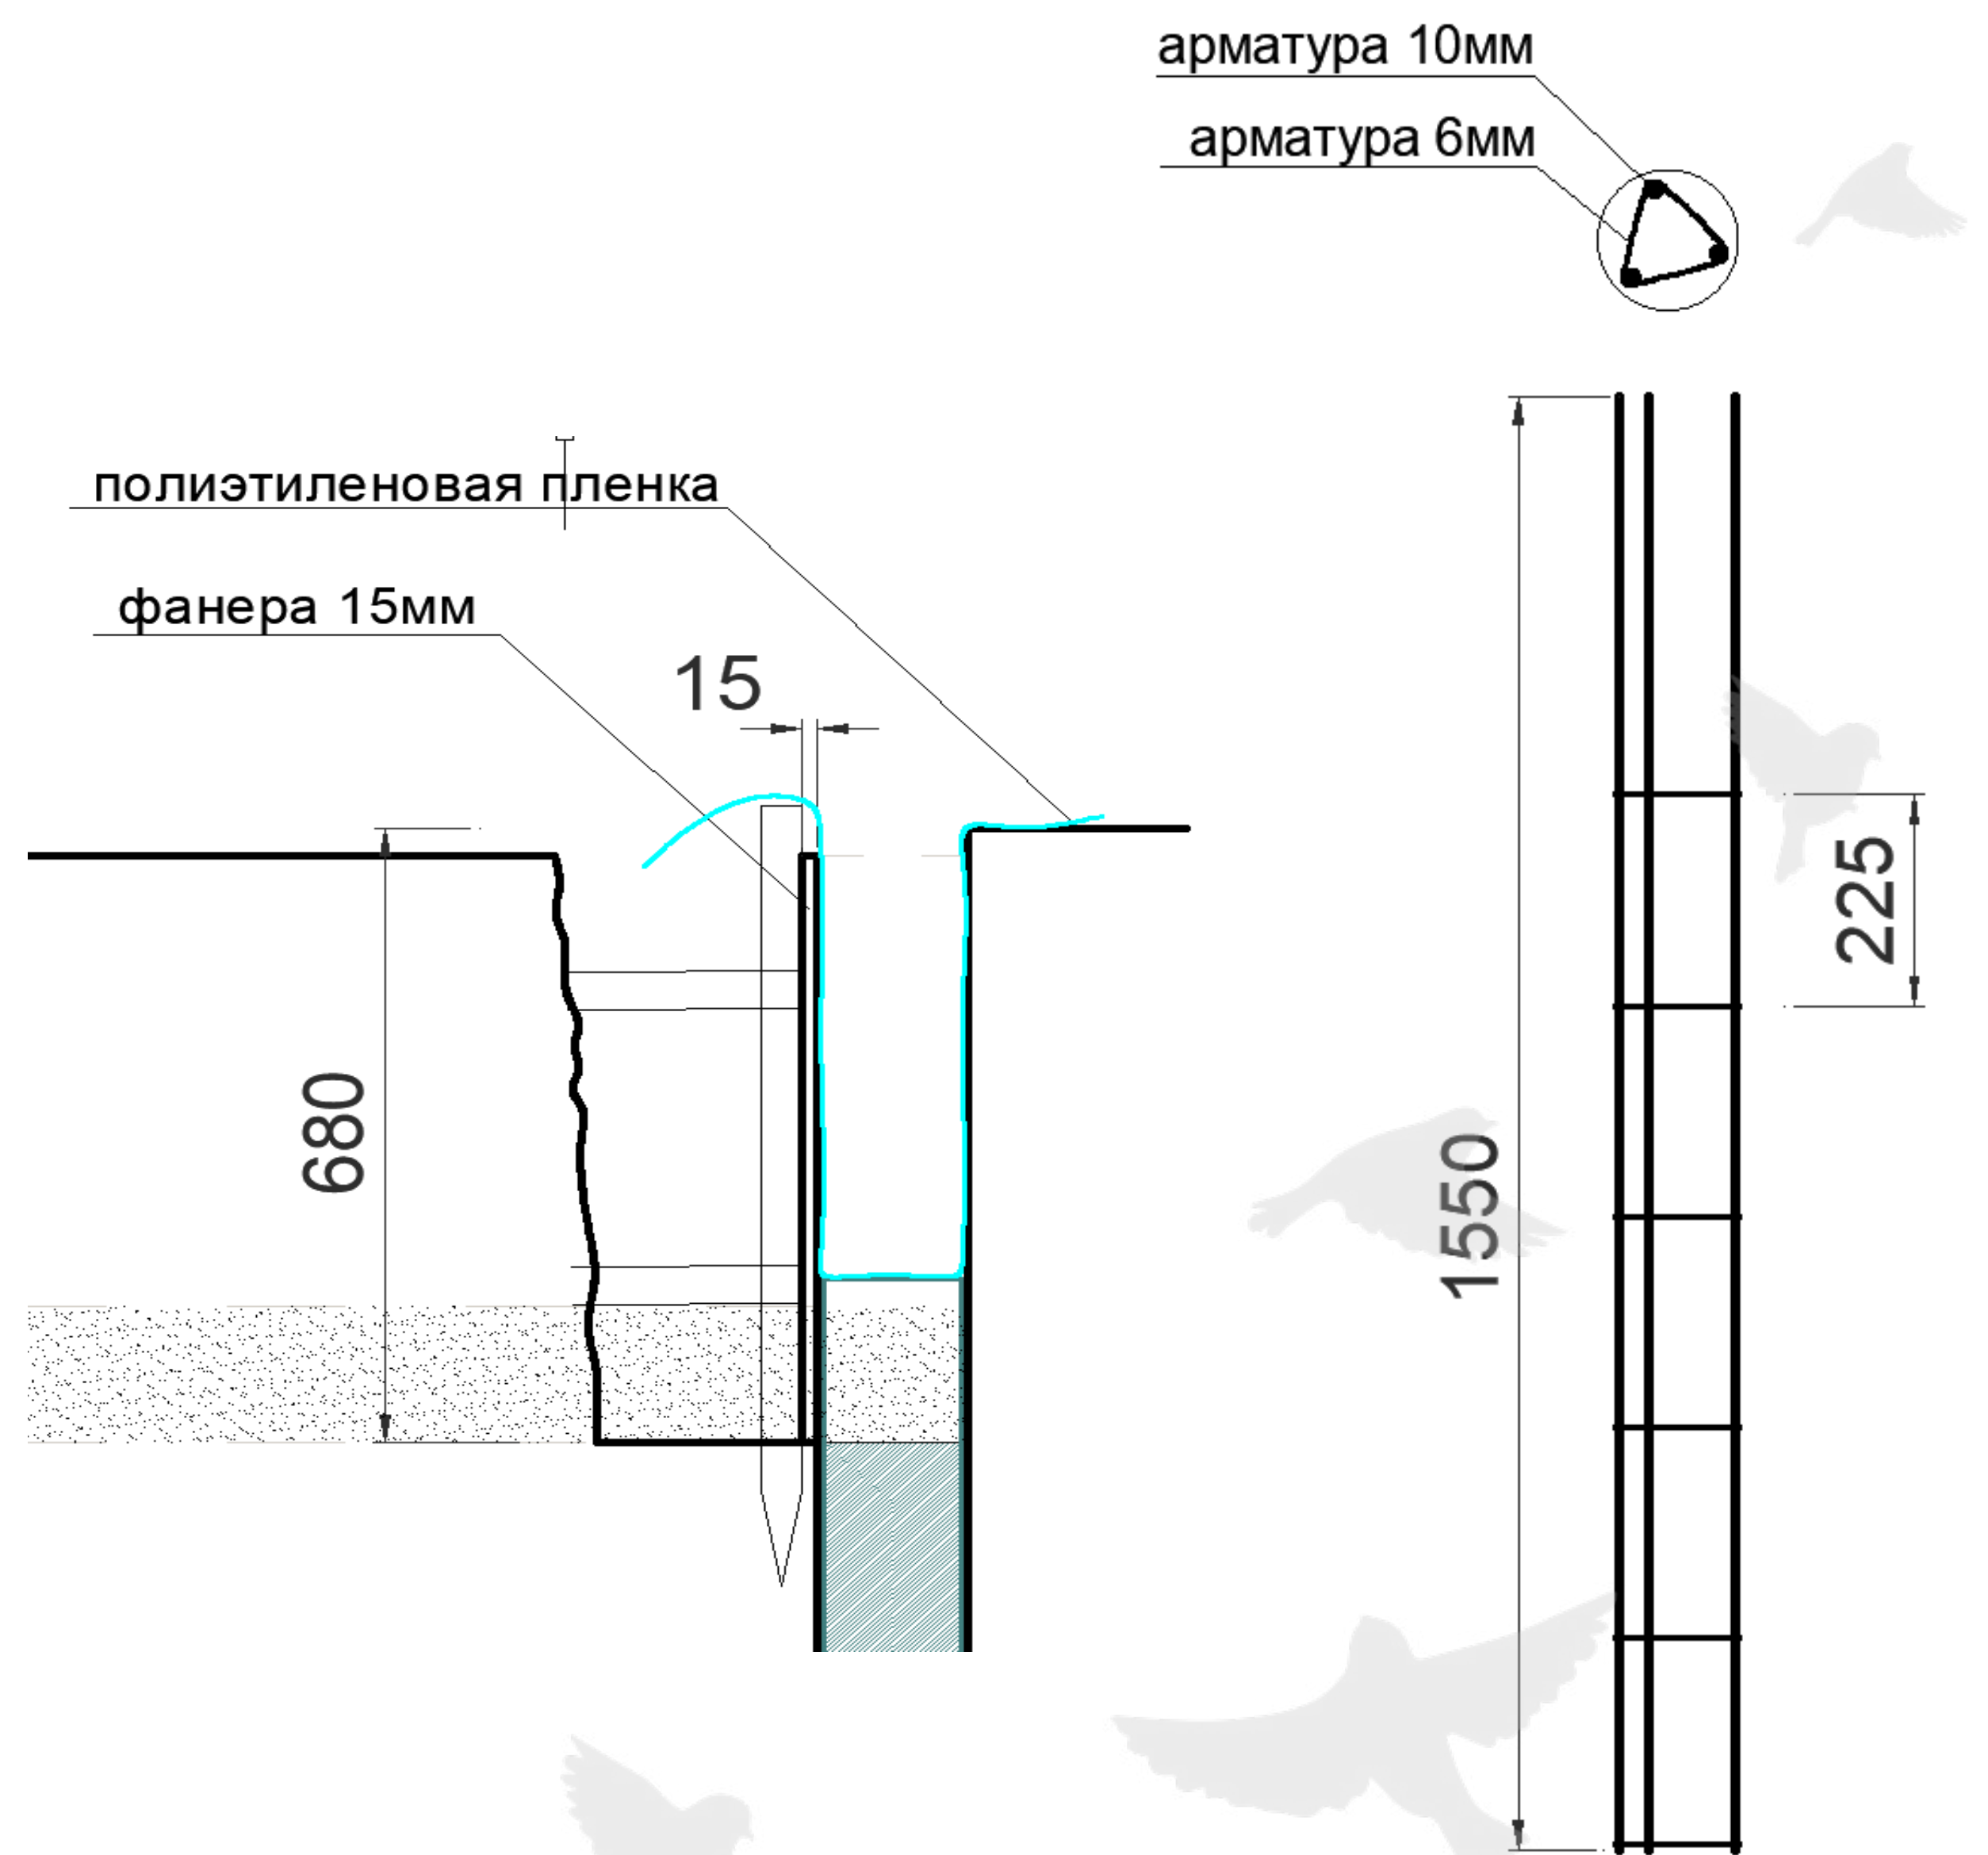 арматура 10мм
арматура 6мм
полиэтиленовая пленка
фанера 15мм
15
680
1550
225